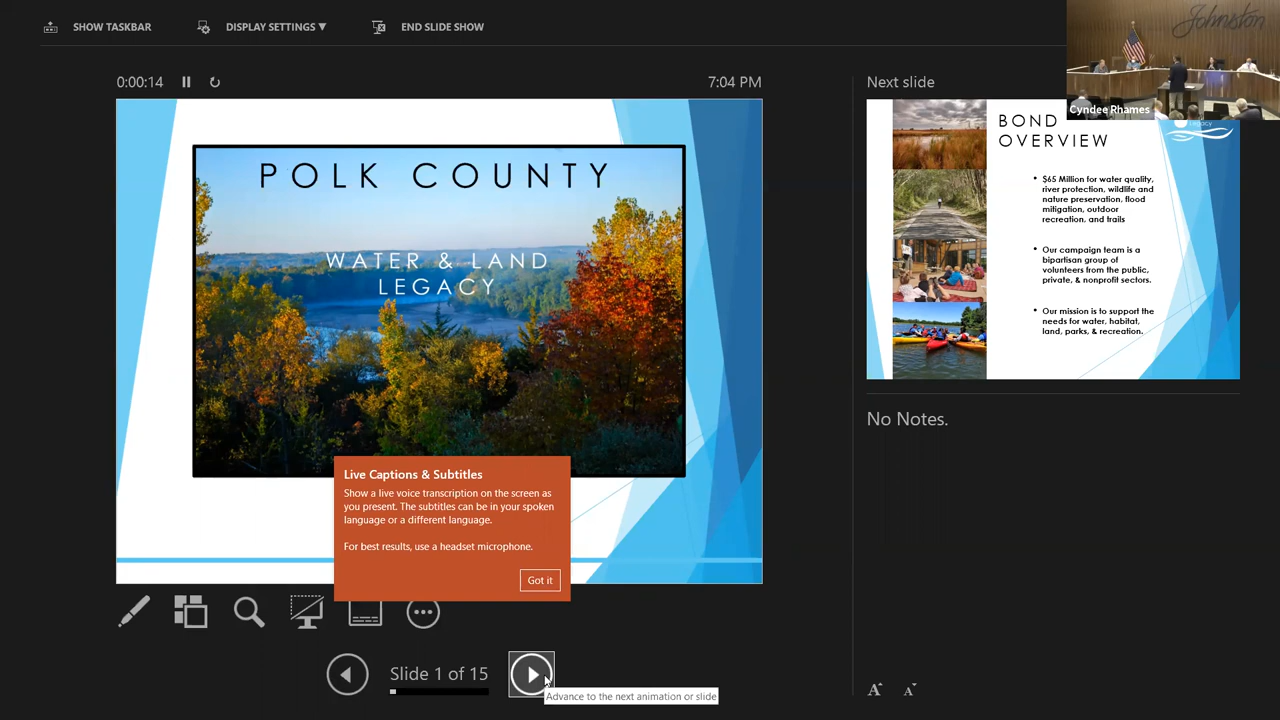 SHOW TASKBAR
DISPLAY SETTINGS ▼
END SLIDE SHOW
Johnston
Cyndee Rhames
0:00:14
7:04 PM
Next slide
POLK COUNTY
WATER & LAND
LEGACY
BOND
OVERVIEW
Legacy
• $65 Million for water quality,
river protection, wildlife and
nature preservation, flood
mitigation, outdoor
recreation, and trails
• Our campaign team is a
bipartisan group of
volunteers from the public,
private, & nonprofit sectors.
• Our mission is to support the
needs for water, habitat,
land, parks, & recreation.
No Notes.
Live Captions & Subtitles
Show a live voice transcription on the screen as
you present. The subtitles can be in your spoken
language or a different language.
For best results, use a headset microphone.
Got it
Slide 1 of 15
Advance to the next animation or slide
A
A